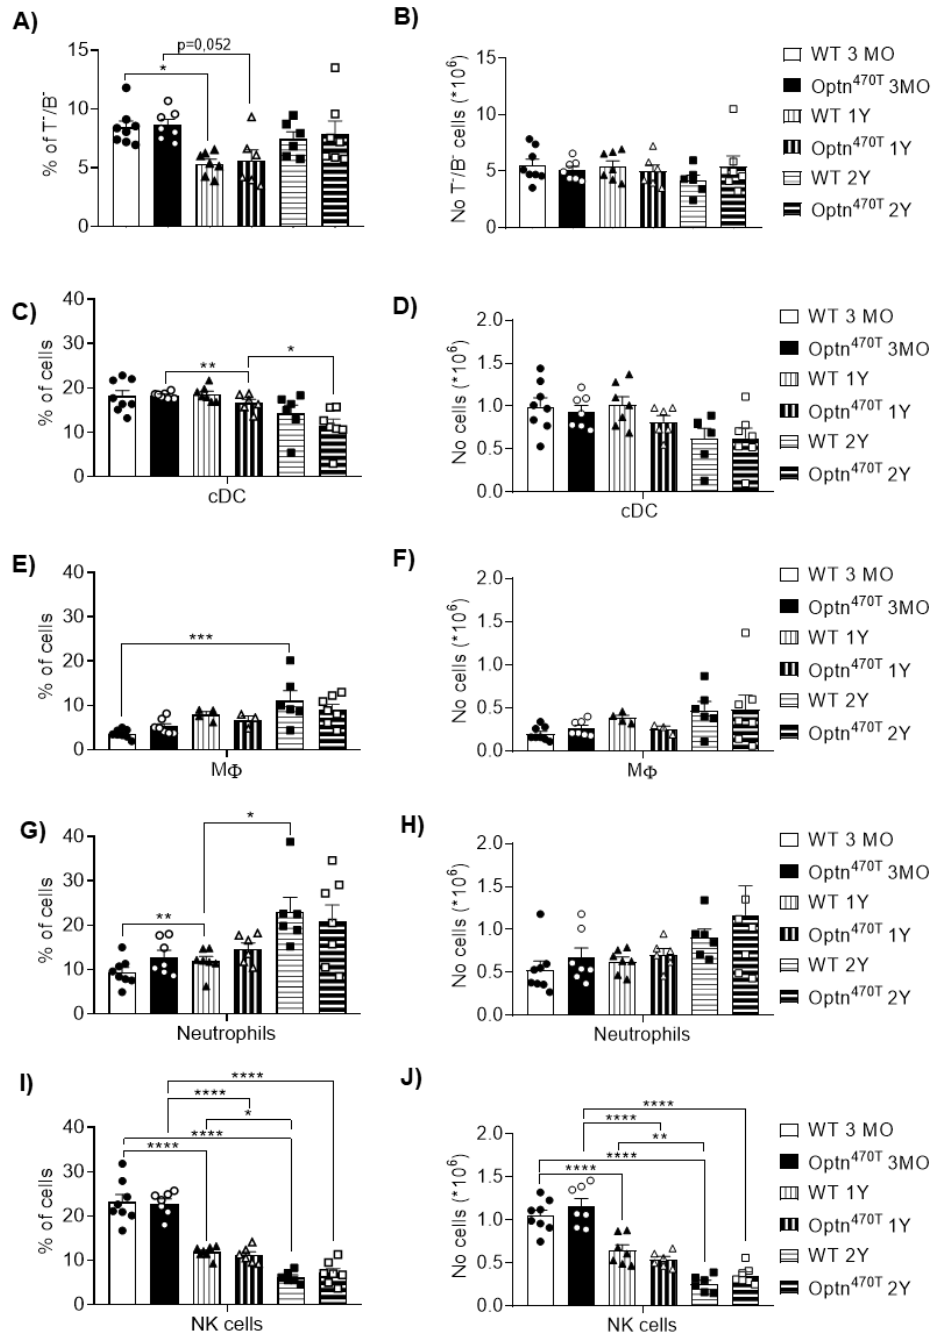 A)
% of T⁻/B⁻
15
10
5
0
*
p=0,052
B)
No T⁻/B⁻ cells (*10⁶)
15
10
5
0
WT 3 MO
Optn⁴⁷⁰ᵀ 3MO
WT 1Y
Optn⁴⁷⁰ᵀ 1Y
WT 2Y
Optn⁴⁷⁰ᵀ 2Y
C)
% of cells
40
30
20
10
0
**
*
cDC
D)
No cells (*10⁶)
2.0
1.5
1.0
0.5
0.0
cDC
WT 3 MO
Optn⁴⁷⁰ᵀ 3MO
WT 1Y
Optn⁴⁷⁰ᵀ 1Y
WT 2Y
Optn⁴⁷⁰ᵀ 2Y
E)
% of cells
40
30
20
10
0
***
MΦ
F)
No cells (*10⁶)
2.0
1.5
1.0
0.5
0.0
MΦ
WT 3 MO
Optn⁴⁷⁰ᵀ 3MO
WT 1Y
Optn⁴⁷⁰ᵀ 1Y
WT 2Y
Optn⁴⁷⁰ᵀ 2Y
G)
% of cells
40
30
20
10
0
**
*
Neutrophils
H)
No cells (*10⁶)
2.0
1.5
1.0
0.5
0.0
Neutrophils
WT 3 MO
Optn⁴⁷⁰ᵀ 3MO
WT 1Y
Optn⁴⁷⁰ᵀ 1Y
WT 2Y
Optn⁴⁷⁰ᵀ 2Y
I)
% of cells
40
30
20
10
0
****
****
*
****
****
NK cells
J)
No cells (*10⁶)
2.0
1.5
1.0
0.5
0.0
****
****
**
****
****
NK cells
WT 3 MO
Optn⁴⁷⁰ᵀ 3MO
WT 1Y
Optn⁴⁷⁰ᵀ 1Y
WT 2Y
Optn⁴⁷⁰ᵀ 2Y